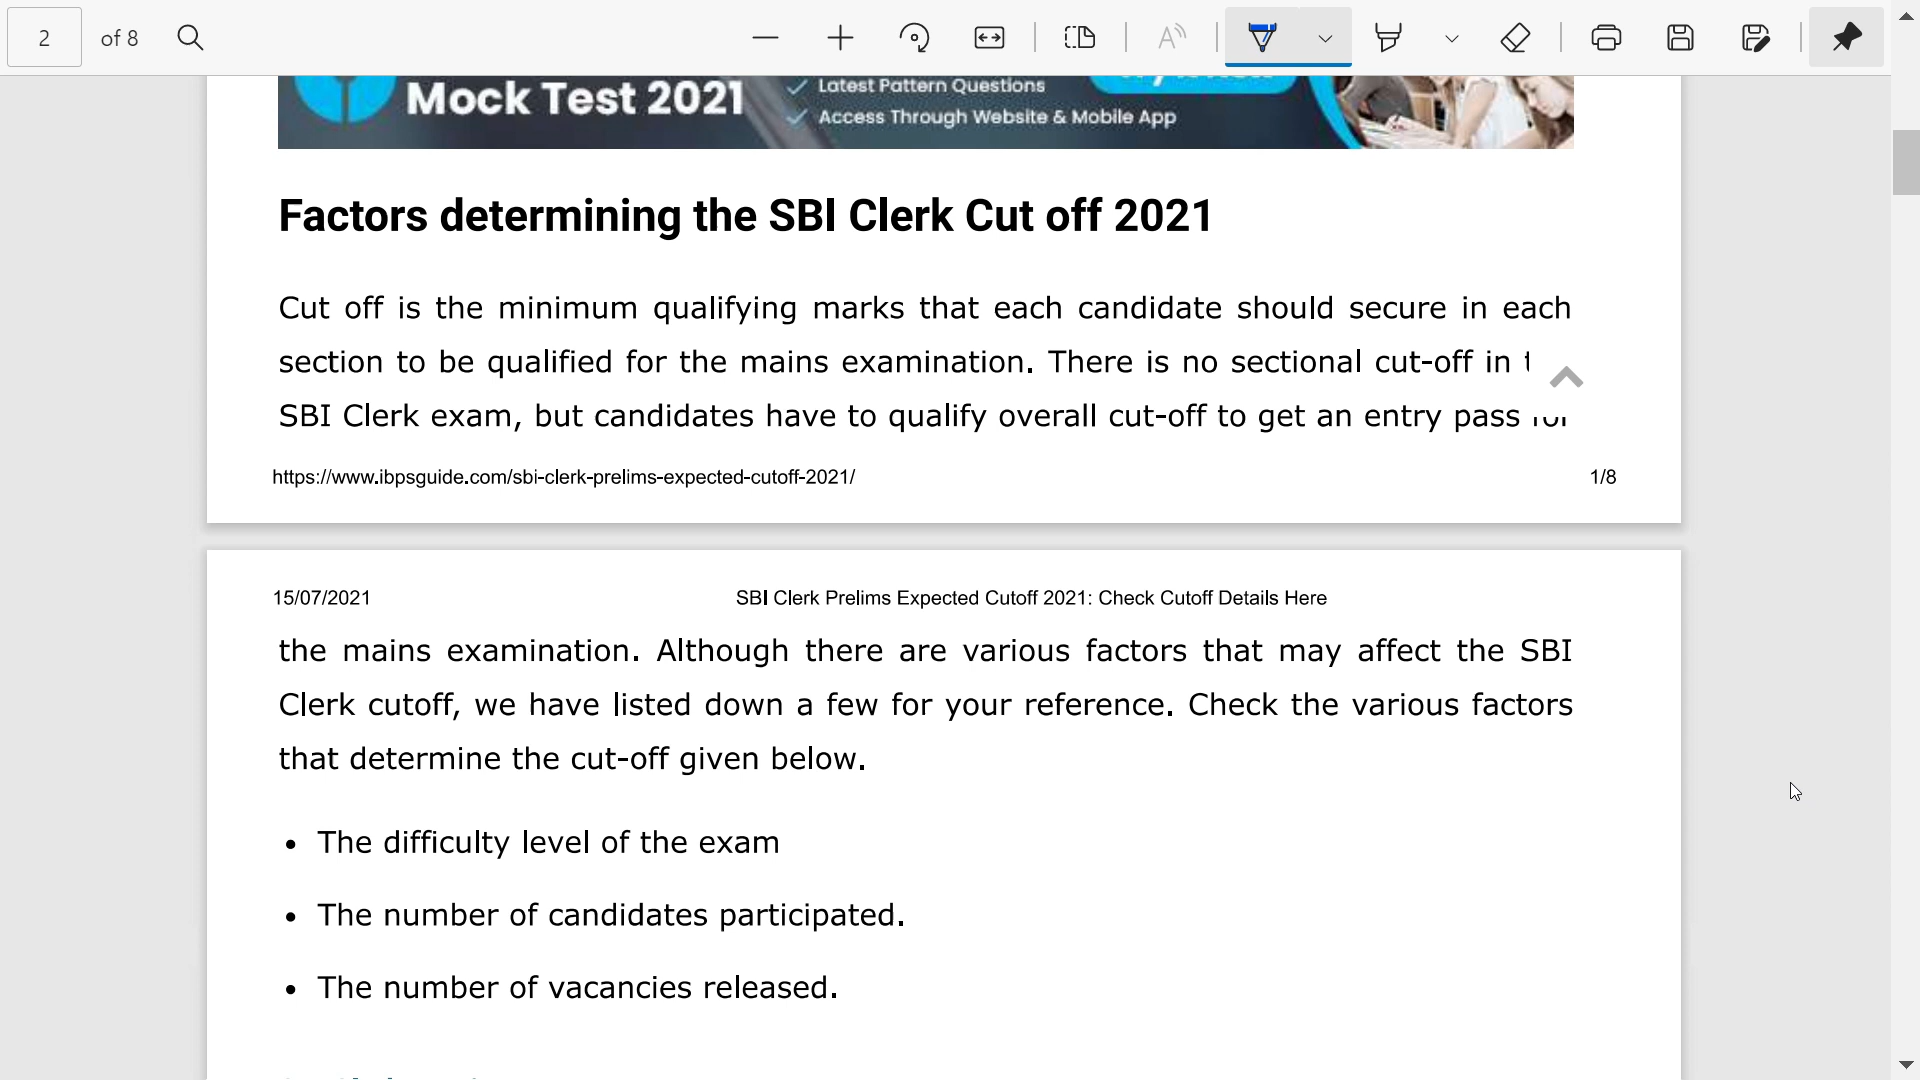 2 of 8
Mock Test 2021
Latest Pattern Questions
Access Through Website & Mobile App
Factors determining the SBI Clerk Cut off 2021
Cut off is the minimum qualifying marks that each candidate should secure in each
section to be qualified for the mains examination. There is no sectional cut-off in
SBI Clerk exam, but candidates have to qualify overall cut-off to get an entry pass for
https://www.ibpsguide.com/sbi-clerk-prelims-expected-cutoff-2021/ 1/8
15/07/2021 SBI Clerk Prelims Expected Cutoff 2021: Check Cutoff Details Here
the mains examination. Although there are various factors that may affect the SBI
Clerk cutoff, we have listed down a few for your reference. Check the various factors
that determine the cut-off given below.
• The difficulty level of the exam
• The number of candidates participated.
• The number of vacancies released.